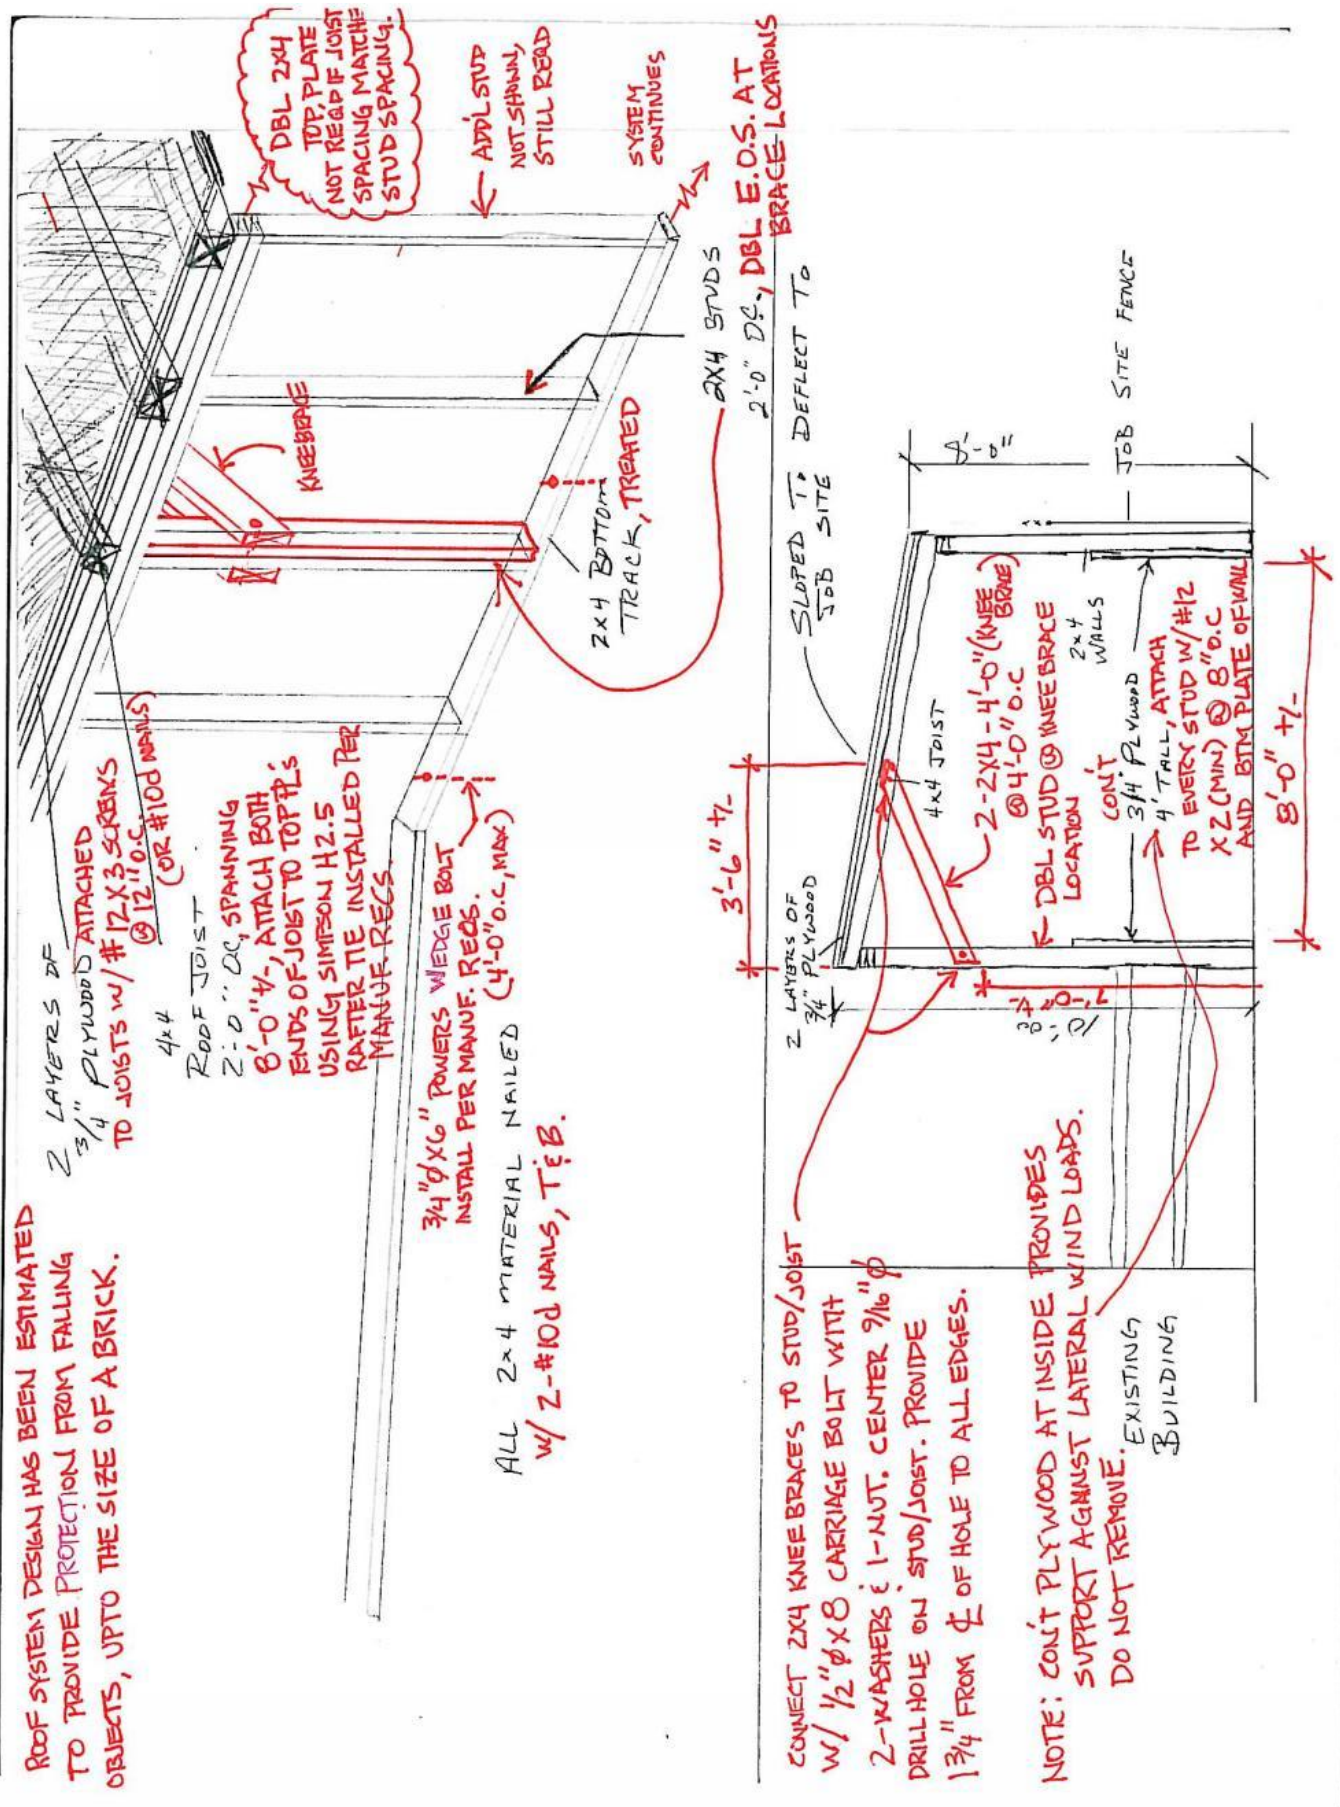 ROOF SYSTEM DESIGN HAS BEEN ESTIMATED
TO PROVIDE PROTECTION FROM FALLING
OBJECTS, UPTO THE SIZE OF A BRICK.
2 LAYERS OF
3/4" PLYWOOD ATTACHED
TO JOISTS W/ #12X3 SCREWS
@ 12" O.C.
(OR #10d NAILS)
4x4
ROOF JOIST
2'-0" OC, SPANNING
8'-0" +/-, ATTACH BOTH
ENDS OF JOIST TO TOP PL'S
USING SIMPSON H2.5
RAFTER TIE INSTALLED PER
MANUF. RECS.
DBL 2X4
TOP PLATE
NOT REQD IF JOIST
SPACING MATCHE
STUD SPACING.
ADD'L STUD
NOT SHOWN,
STILL REQD
SYSTEM
CONTINUES
KNEEBRACE
3/4"φX6" POWERS WEDGE BOLT
INSTALL PER MANUF. REQS.
(4'-0" O.C., MAX)
ALL 2x4 MATERIAL NAILED
W/ 2-#10d NAILS, T&B.
2x4 BOTTOM
TRACK, TREATED
2X4 STUDS
2'-0" OC., DBL E.O.S. AT
BRACE LOCATIONS
CONNECT 2X4 KNEEBRACES TO STUD/JOIST
W/ 1/2"φX8 CARRIAGE BOLT WITH
2-WASHERS & 1-NUT. CENTER 9/16"φ
DRILL HOLE ON STUD/JOIST. PROVIDE
1 3/4" FROM ℄ OF HOLE TO ALL EDGES.
NOTE: CON'T PLYWOOD AT INSIDE PROVIDES
SUPPORT AGAINST LATERAL WIND LOADS.
DO NOT REMOVE.
EXISTING
BUILDING
2 LAYERS OF
3/4" PLYWOOD
3'-6" +/-
SLOPED TO DEFLECT TO
JOB SITE
4x4 JOIST
2-2X4-4'-0" (KNEE
BRACE)
@ 4'-0" O.C
DBL STUD @ KNEE BRACE
LOCATION
2x4
WALLS
CON'T
3/4" PLYWOOD
4' TALL, ATTACH
TO EVERY STUD W/ #12
X2 (MIN) @ 8" O.C
AND BTM PLATE OF WALL
7'-0" +/-
8'-0" +/-
8'-0"
JOB SITE FENCE